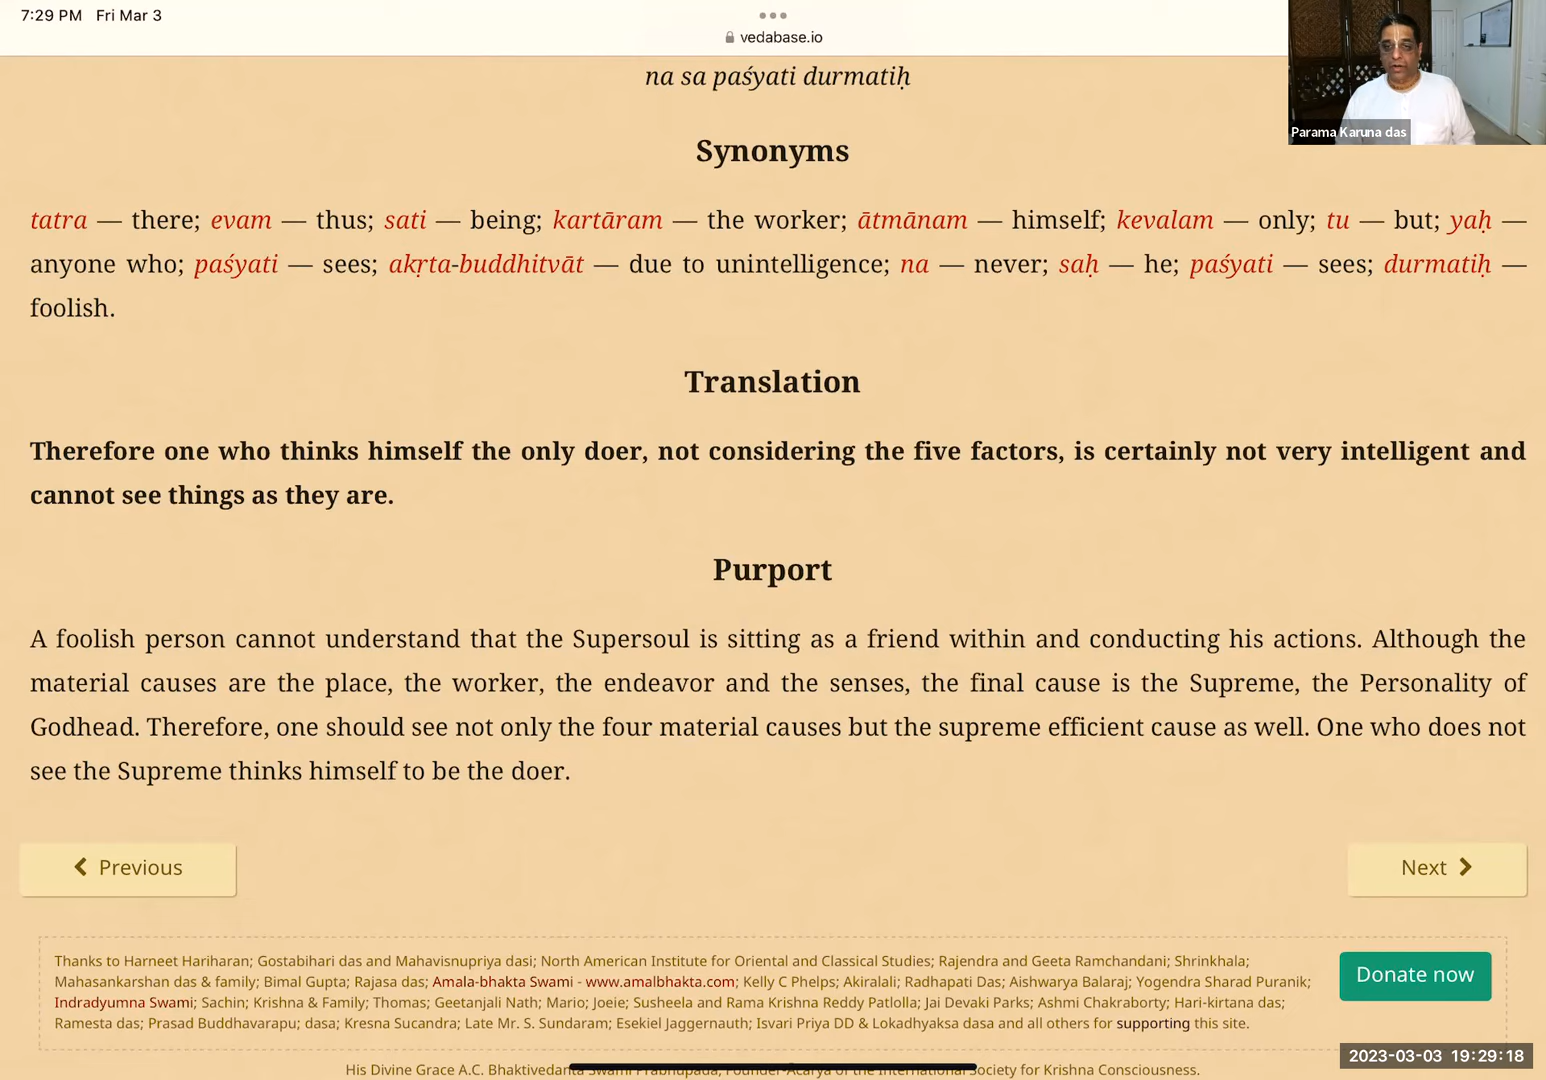 7:29 PM Fri Mar 3
vedabase.io
Parama Karuna das
na sa paśyati durmatiḥ
Synonyms
tatra — there; evam — thus; sati — being; kartāram — the worker; ātmānam — himself; kevalam — only; tu — but; yaḥ —
anyone who; paśyati — sees; akṛta-buddhitvāt — due to unintelligence; na — never; saḥ — he; paśyati — sees; durmatiḥ —
foolish.
Translation
Therefore one who thinks himself the only doer, not considering the five factors, is certainly not very intelligent and
cannot see things as they are.
Purport
A foolish person cannot understand that the Supersoul is sitting as a friend within and conducting his actions. Although the
material causes are the place, the worker, the endeavor and the senses, the final cause is the Supreme, the Personality of
Godhead. Therefore, one should see not only the four material causes but the supreme efficient cause as well. One who does not
see the Supreme thinks himself to be the doer.
Previous
Next
Thanks to Harneet Hariharan; Gostabihari das and Mahavisnupriya dasi; North American Institute for Oriental and Classical Studies; Rajendra and Geeta Ramchandani; Shrinkhala;
Mahasankarshan das & family; Bimal Gupta; Rajasa das; Amala-bhakta Swami - www.amalbhakta.com; Kelly C Phelps; Akiralali; Radhapati Das; Aishwarya Balaraj; Yogendra Sharad Puranik;
Indradyumna Swami; Sachin; Krishna & Family; Thomas; Geetanjali Nath; Mario; Joeie; Susheela and Rama Krishna Reddy Patlolla; Jai Devaki Parks; Ashmi Chakraborty; Hari-kirtana das;
Ramesta das; Prasad Buddhavarapu; dasa; Kresna Sucandra; Late Mr. S. Sundaram; Esekiel Jaggernauth; Isvari Priya DD & Lokadhyaksa dasa and all others for supporting this site.
Donate now
2023-03-03 19:29:18
His Divine Grace A.C. Bhaktivedanta Swami Prabhupada, Founder-Acarya of the International Society for Krishna Consciousness.